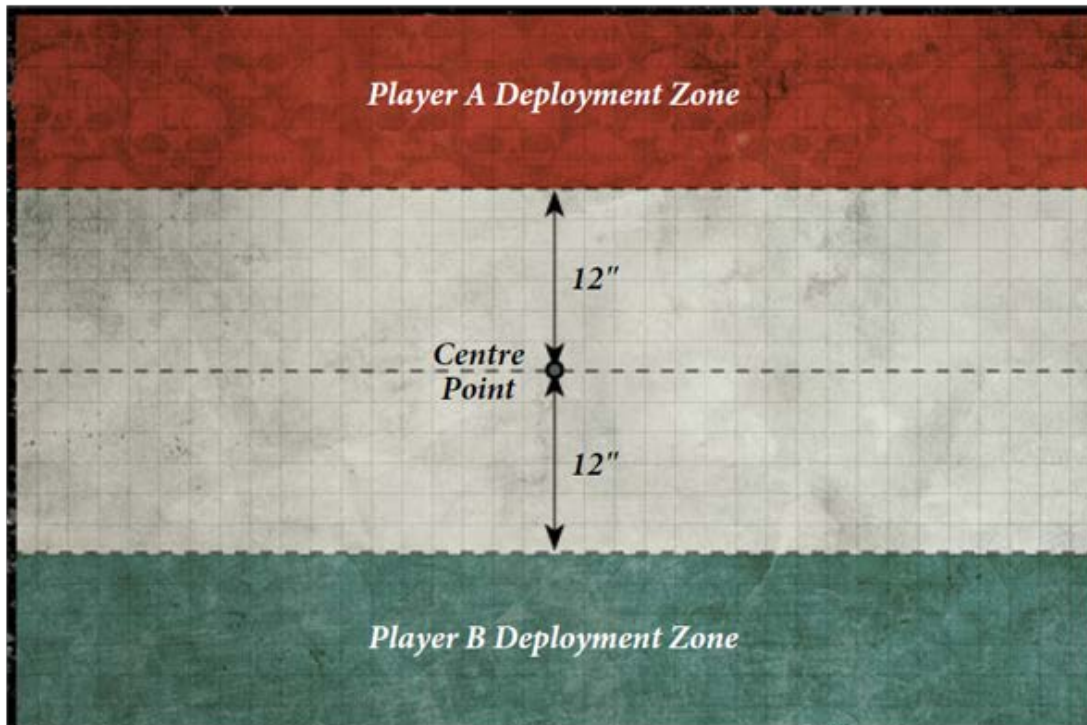 Player A Deployment Zone
12"
Centre
Point
12"
Player B Deployment Zone